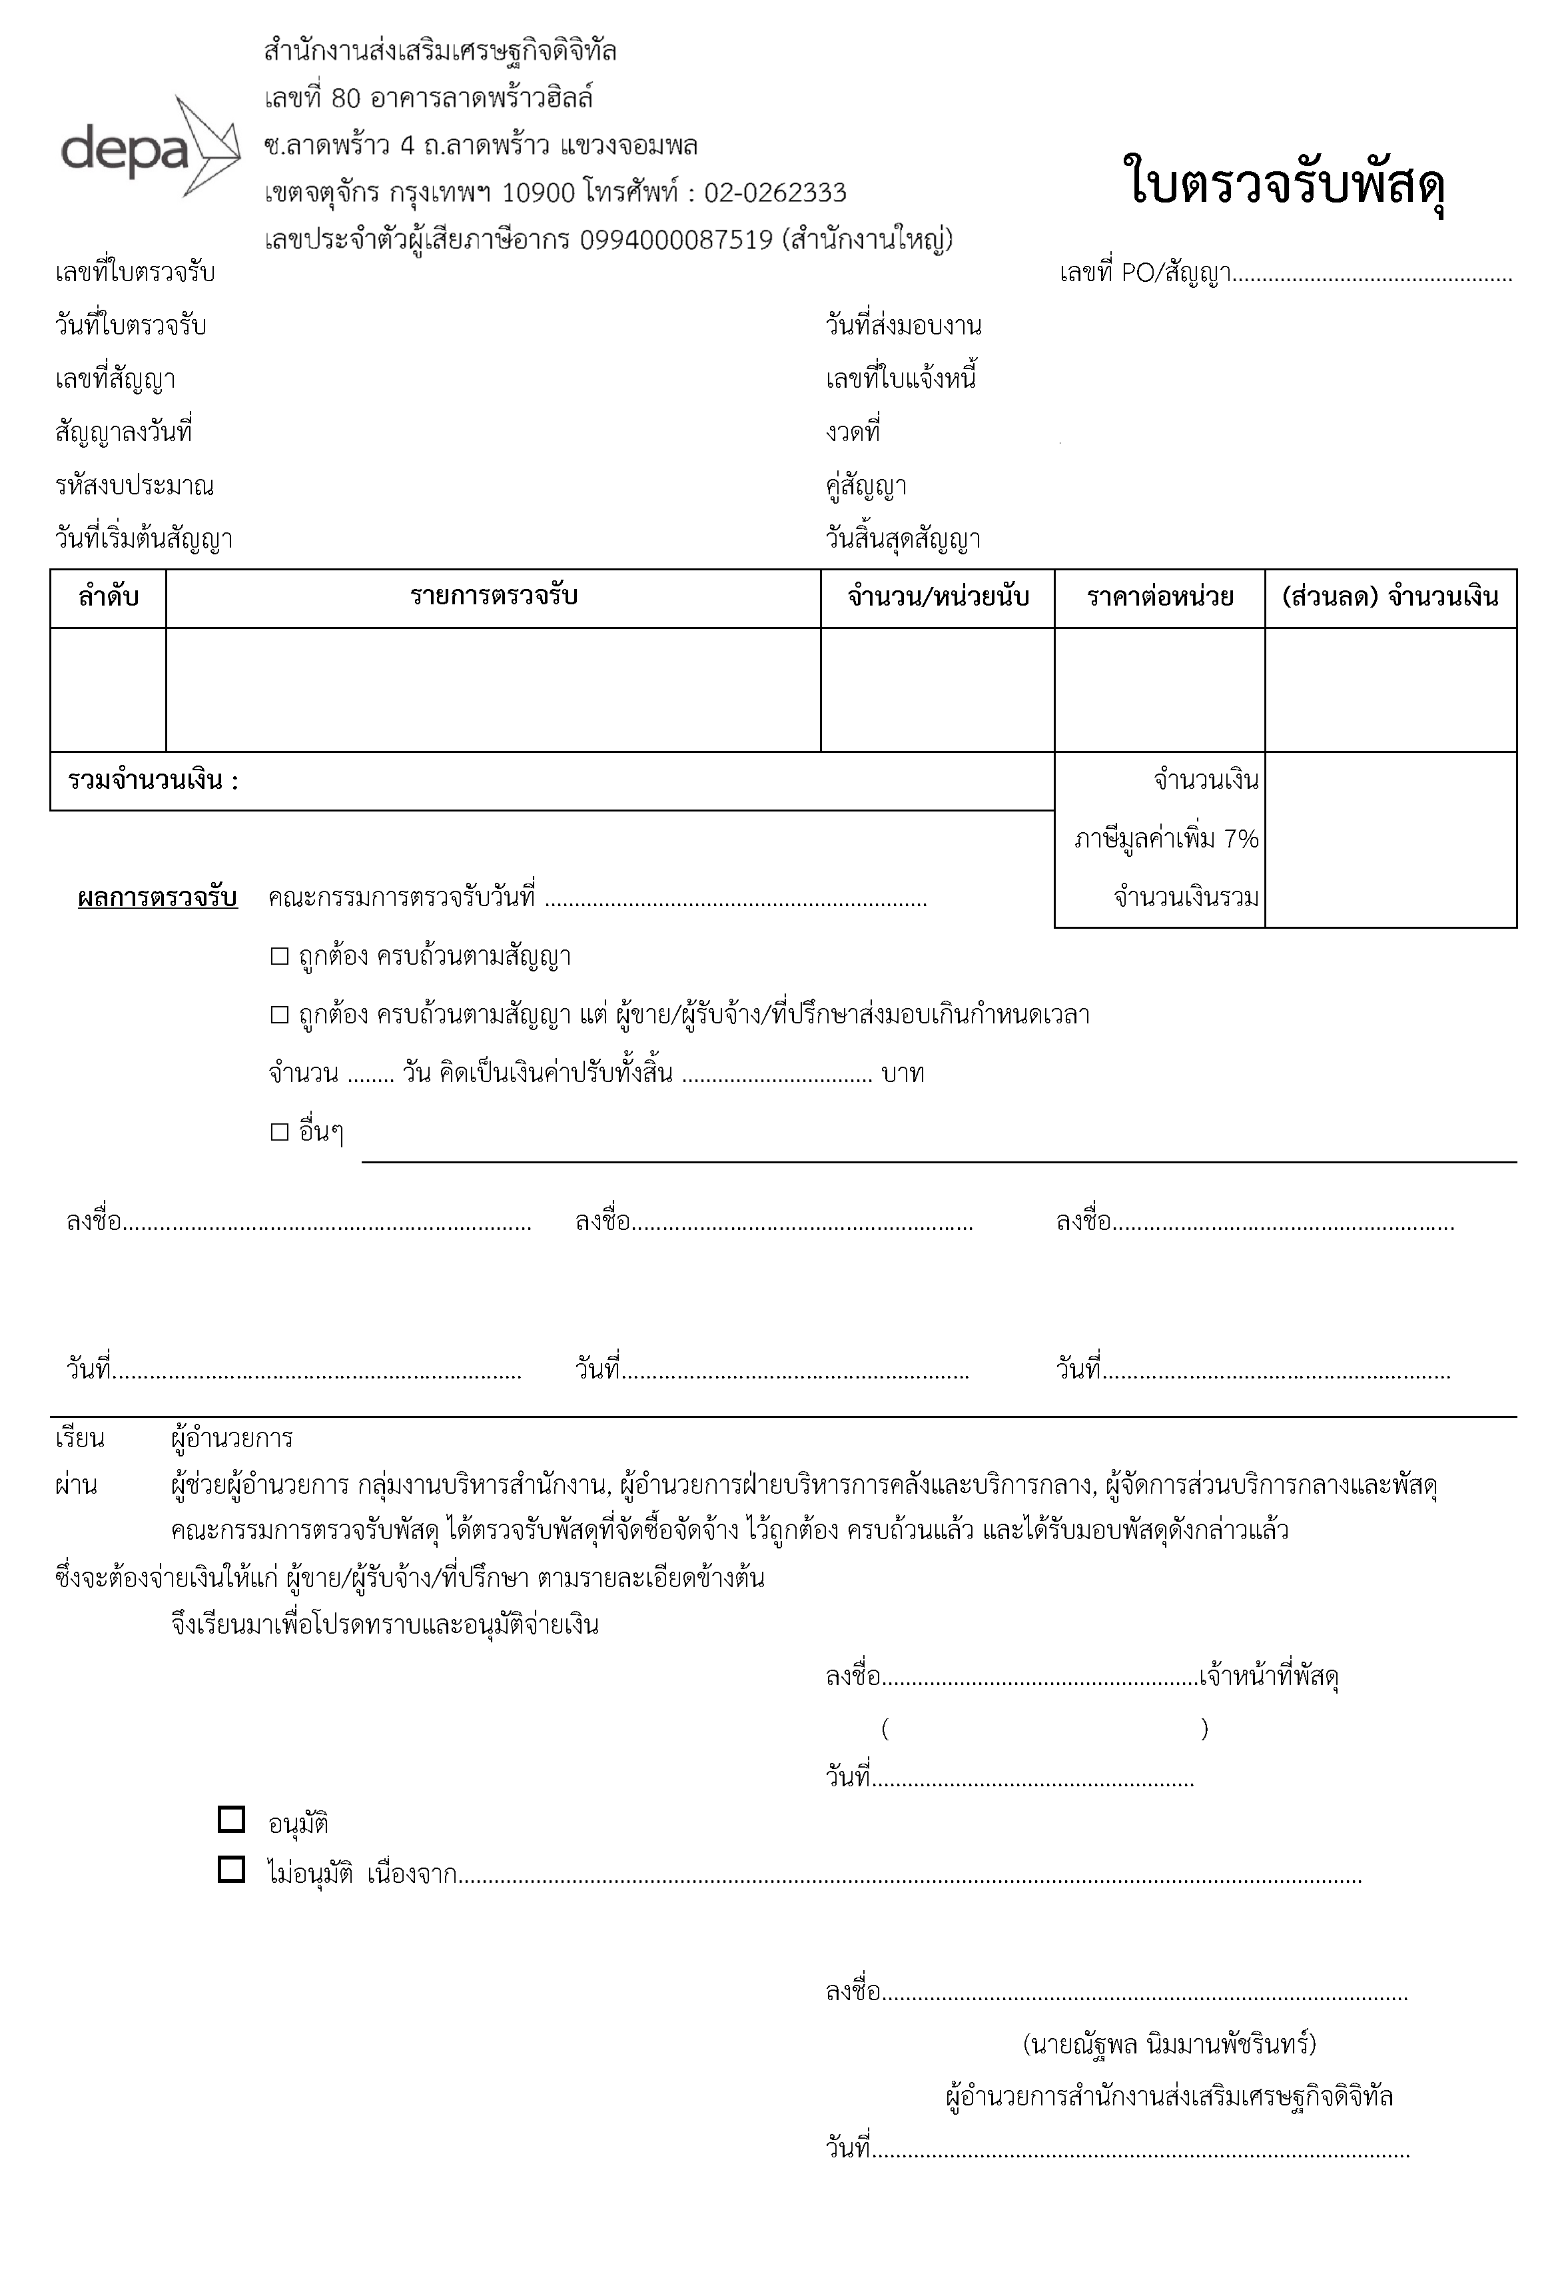 สำนักงานส่งเสริมเศรษฐกิจดิจิทัล
เลขที่ 80 อาคารลาดพร้าวฮิลล์
depa
ซ.ลาดพร้าว 4 ถ.ลาดพร้าว แขวงจอมพล
ใบตรวจรับพัสดุ
เขตจตุจักร กรุงเทพฯ 10900 โทรศัพท์ : 02-0262333
เลขประจำตัวผู้เสียภาษีอากร 0994000087519 (สำนักงานใหญ่)
เลขที่ใบตรวจรับ เลขที่ PO/สัญญา...............................................
วันที่ใบตรวจรับ วันที่ส่งมอบงาน
เลขที่สัญญา เลขที่ใบแจ้งหนี้
สัญญาลงวันที่ งวดที่
รหัสงบประมาณ คู่สัญญา
วันที่เริ่มต้นสัญญา วันสิ้นสุดสัญญา
ลำดับ รายการตรวจรับ จำนวน/หน่วยนับ ราคาต่อหน่วย (ส่วนลด) จำนวนเงิน
รวมจำนวนเงิน : จำนวนเงิน
ภาษีมูลค่าเพิ่ม 7%
ผลการตรวจรับ คณะกรรมการตรวจรับวันที่ ................................................................ จำนวนเงินรวม
☐ ถูกต้อง ครบถ้วนตามสัญญา
☐ ถูกต้อง ครบถ้วนตามสัญญา แต่ ผู้ขาย/ผู้รับจ้าง/ที่ปรึกษาส่งมอบเกินกำหนดเวลา
จำนวน ........ วัน คิดเป็นเงินค่าปรับทั้งสิ้น ................................ บาท
☐ อื่นๆ
ลงชื่อ.................................................................... ลงชื่อ......................................................... ลงชื่อ.........................................................
วันที่.................................................................... วันที่.......................................................... วันที่..........................................................
เรียน ผู้อำนวยการ
ผ่าน ผู้ช่วยผู้อำนวยการ กลุ่มงานบริหารสำนักงาน, ผู้อำนวยการฝ่ายบริหารการคลังและบริการกลาง, ผู้จัดการส่วนบริการกลางและพัสดุ
คณะกรรมการตรวจรับพัสดุ ได้ตรวจรับพัสดุที่จัดซื้อจัดจ้าง ไว้ถูกต้อง ครบถ้วนแล้ว และได้รับมอบพัสดุดังกล่าวแล้ว
ซึ่งจะต้องจ่ายเงินให้แก่ ผู้ขาย/ผู้รับจ้าง/ที่ปรึกษา ตามรายละเอียดข้างต้น
จึงเรียนมาเพื่อโปรดทราบและอนุมัติจ่ายเงิน
ลงชื่อ.....................................................เจ้าหน้าที่พัสดุ
( )
วันที่......................................................
☐ อนุมัติ
☐ ไม่อนุมัติ เนื่องจาก.......................................................................................................................................................
ลงชื่อ........................................................................................
(นายณัฐพล นิมมานพัชรินทร์)
ผู้อำนวยการสำนักงานส่งเสริมเศรษฐกิจดิจิทัล
วันที่..........................................................................................